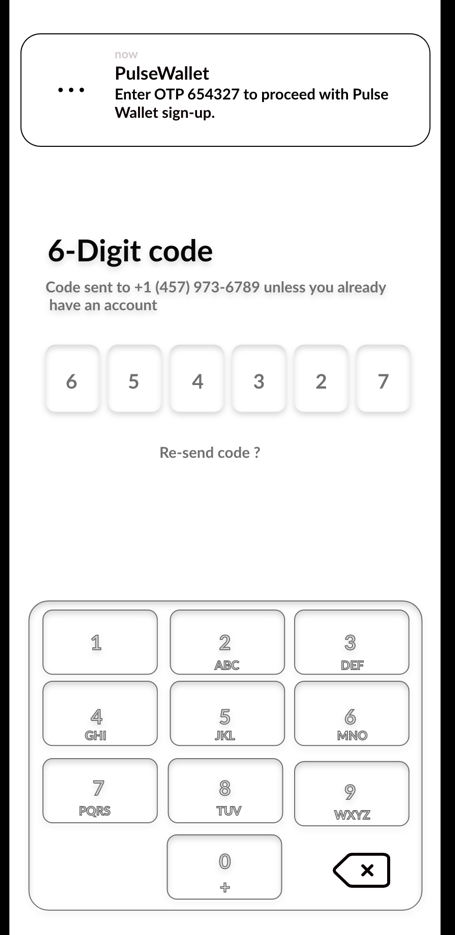 now
PulseWallet
Enter OTP 654327 to proceed with Pulse
Wallet sign-up.
6-Digit code
Code sent to +1 (457) 973-6789 unless you already
have an account
6 5 4 3 2 7
Re-send code ?
1 2 3
ABC DEF
4 5 6
GHI JKL MNO
7 8 9
PQRS TUV WXYZ
0
+